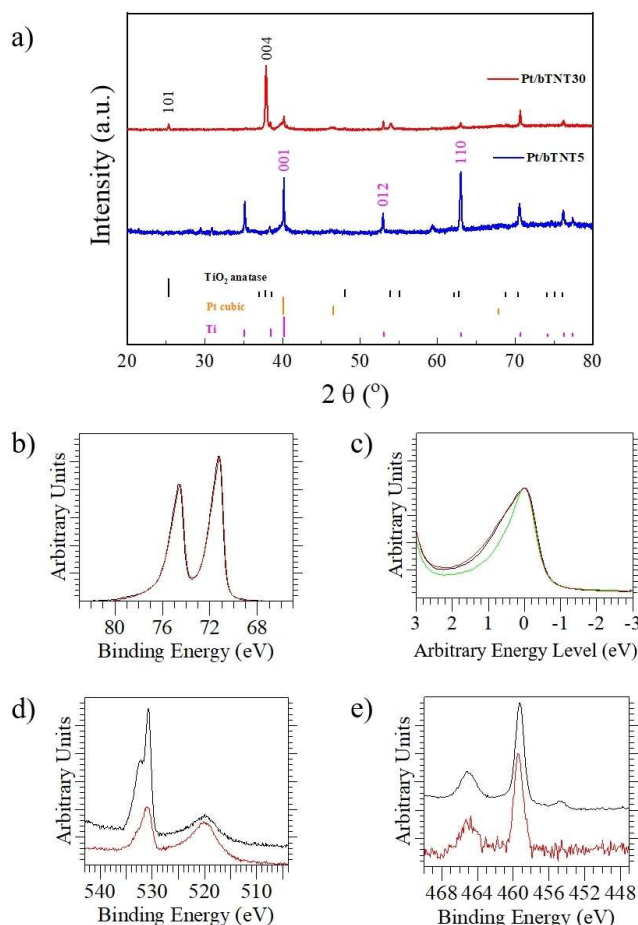 a)
Intensity (a.u.)
101
004
Pt/bTNT30
Pt/bTNT5
001
012
110
TiO2 anatase
Pt cubic
Ti
20 30 40 50 60 70 80
2 θ (°)
b)
Arbitrary Units
80 76 72 68
Binding Energy (eV)
c)
Arbitrary Units
3 2 1 0 -1 -2 -3
Arbitrary Energy Level (eV)
d)
Arbitrary Units
540 530 520 510
Binding Energy (eV)
e)
Arbitrary Units
468 464 460 456 452 448
Binding Energy (eV)